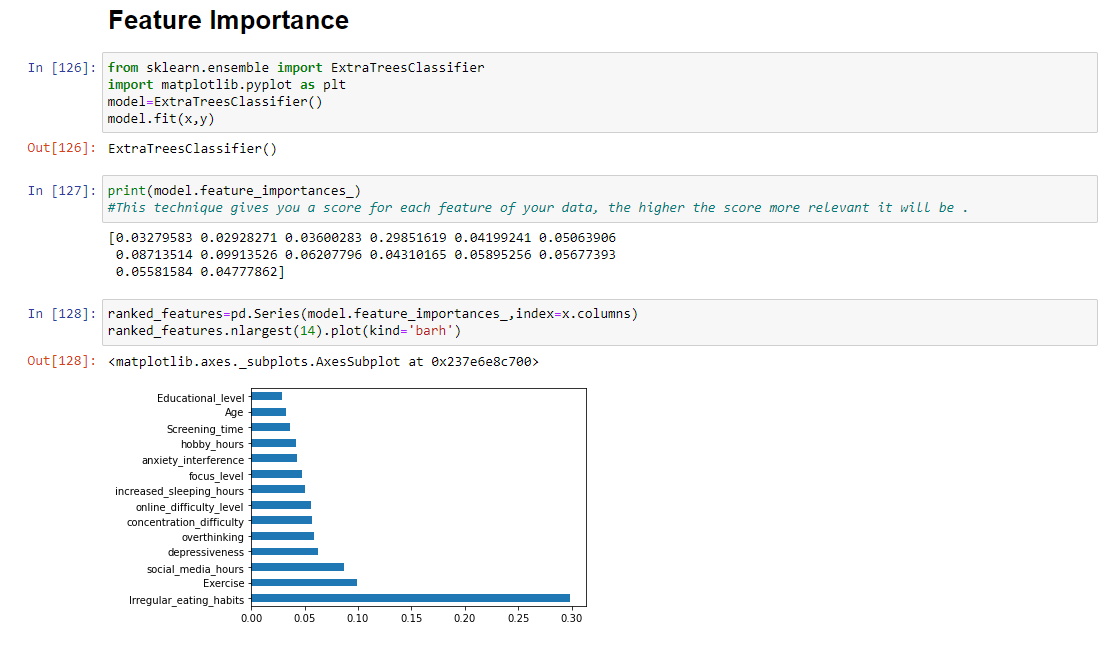 Feature Importance
In [126]: from sklearn.ensemble import ExtraTreesClassifier
import matplotlib.pyplot as plt
model=ExtraTreesClassifier()
model.fit(x,y)
Out[126]: ExtraTreesClassifier()
In [127]: print(model.feature_importances_)
#This technique gives you a score for each feature of your data, the higher the score more relevant it will be .
[0.03279583 0.02928271 0.03600283 0.29851619 0.04199241 0.05063906
0.08713514 0.09913526 0.06207796 0.04310165 0.05895256 0.05677393
0.05581584 0.04777862]
In [128]: ranked_features=pd.Series(model.feature_importances_,index=x.columns)
ranked_features.nlargest(14).plot(kind='barh')
Out[128]: <matplotlib.axes._subplots.AxesSubplot at 0x237e6e8c700>
Educational_level
Age
Screening_time
hobby_hours
anxiety_interference
focus_level
increased_sleeping_hours
online_difficulty_level
concentration_difficulty
overthinking
depressiveness
social_media_hours
Exercise
Irregular_eating_habits
0.00 0.05 0.10 0.15 0.20 0.25 0.30